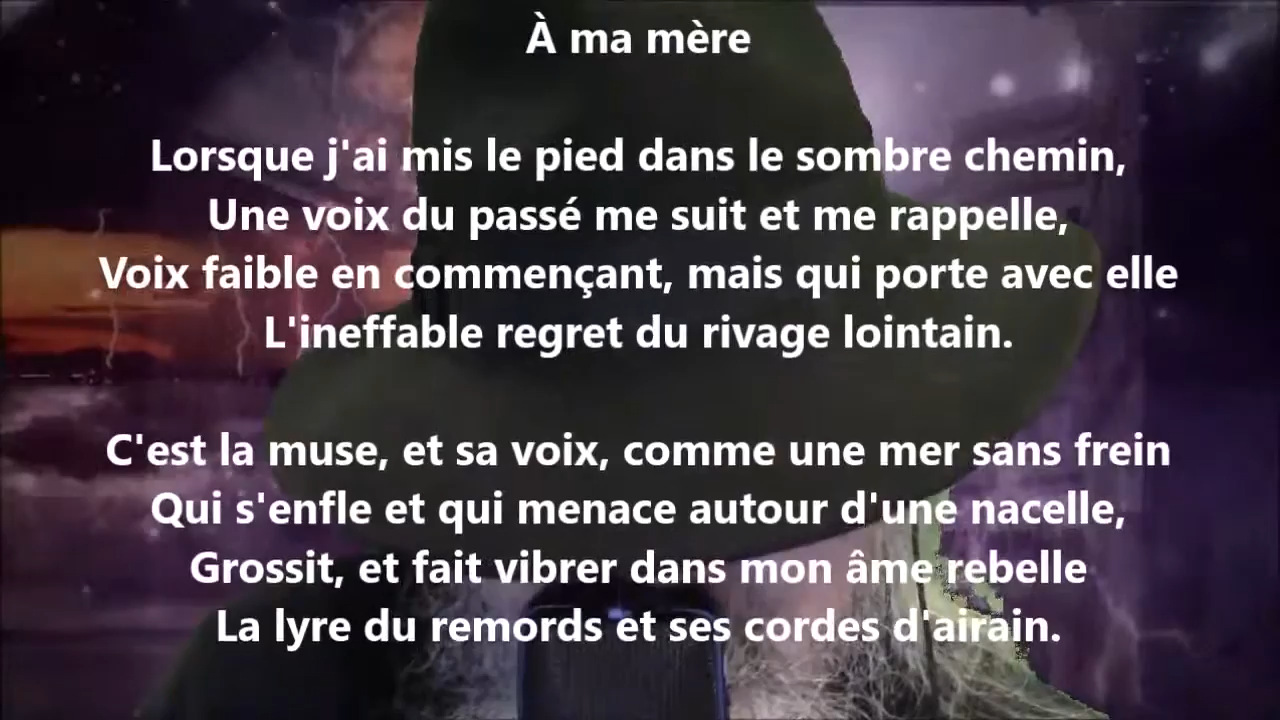 À ma mère
Lorsque j'ai mis le pied dans le sombre chemin,
Une voix du passé me suit et me rappelle,
Voix faible en commençant, mais qui porte avec elle
L'ineffable regret du rivage lointain.
C'est la muse, et sa voix, comme une mer sans frein
Qui s'enfle et qui menace autour d'une nacelle,
Grossit, et fait vibrer dans mon âme rebelle
La lyre du remords et ses cordes d'airain.